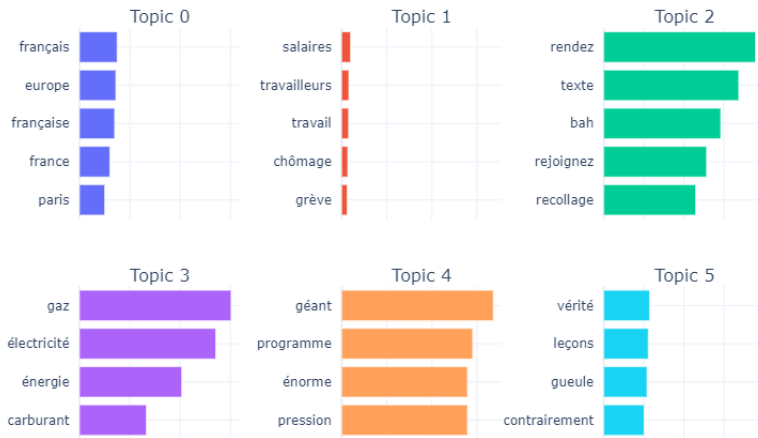 Topic 0
français
europe
française
france
paris
Topic 1
salaires
travailleurs
travail
chômage
grève
Topic 2
rendez
texte
bah
rejoignez
recollage
Topic 3
gaz
électricité
énergie
carburant
Topic 4
géant
programme
énorme
pression
Topic 5
vérité
leçons
gueule
contrairement